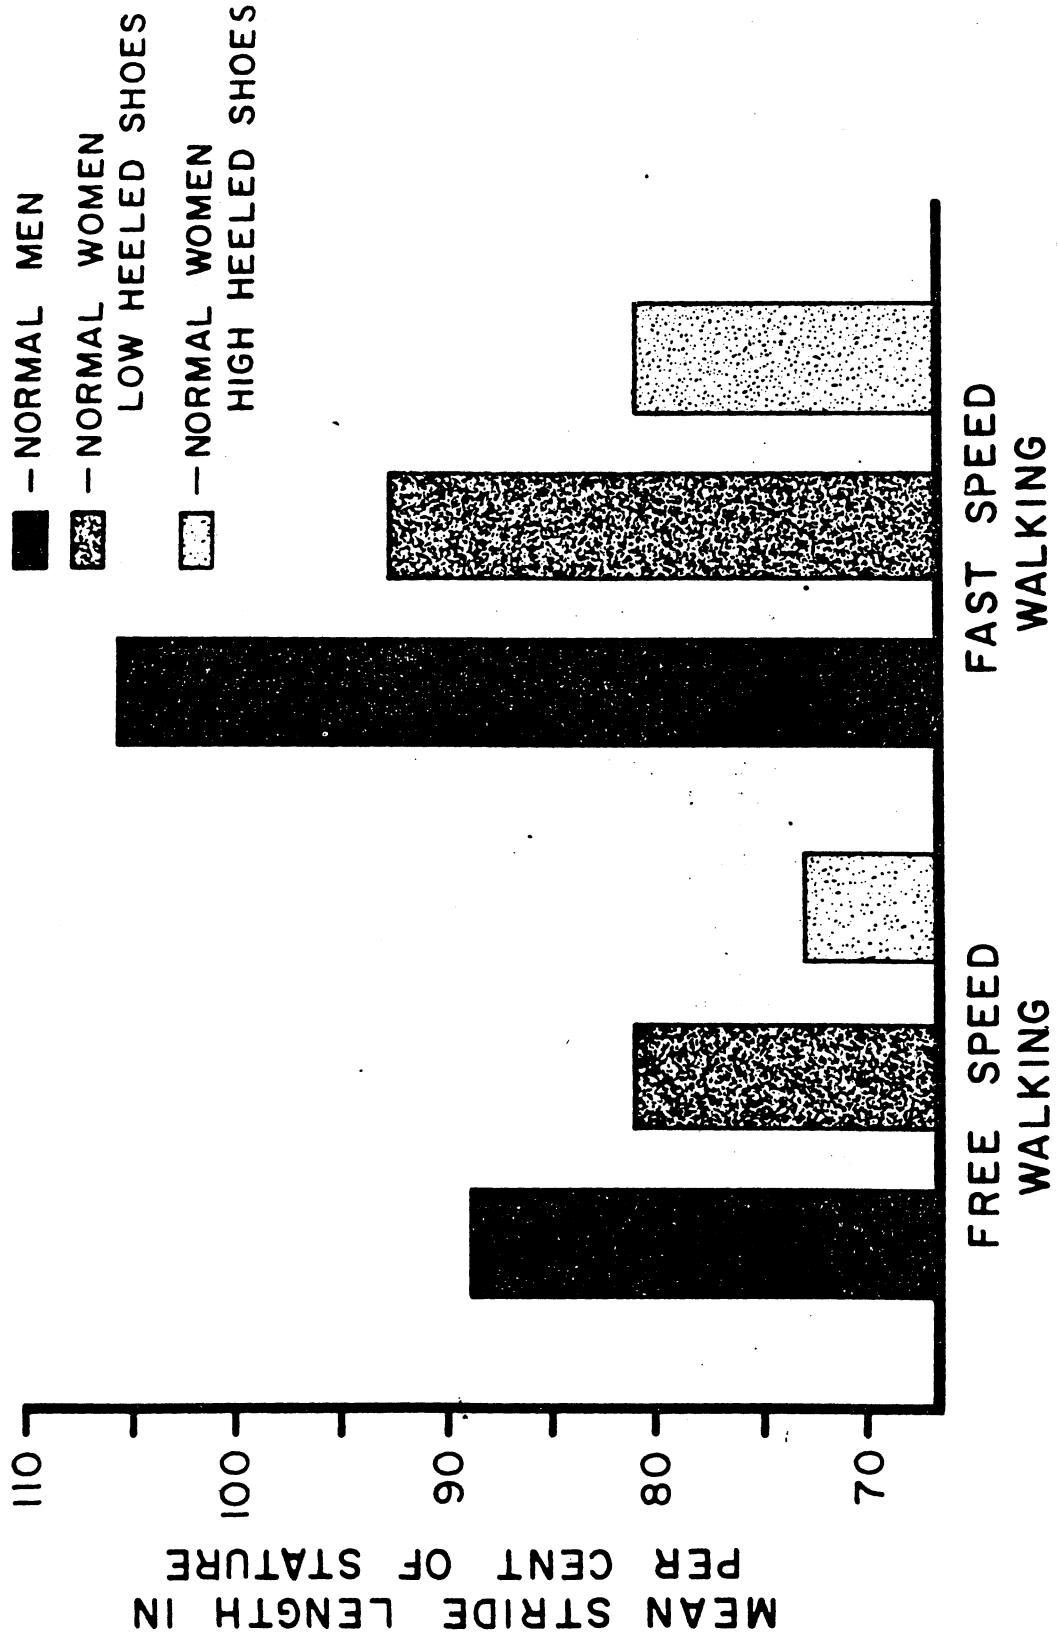 — NORMAL MEN
— NORMAL WOMEN
LOW HEELED SHOES
— NORMAL WOMEN
HIGH HEELED SHOES
MEAN STRIDE LENGTH IN
PER CENT OF STATURE
110
100
90
80
70
FREE SPEED
WALKING
FAST SPEED
WALKING